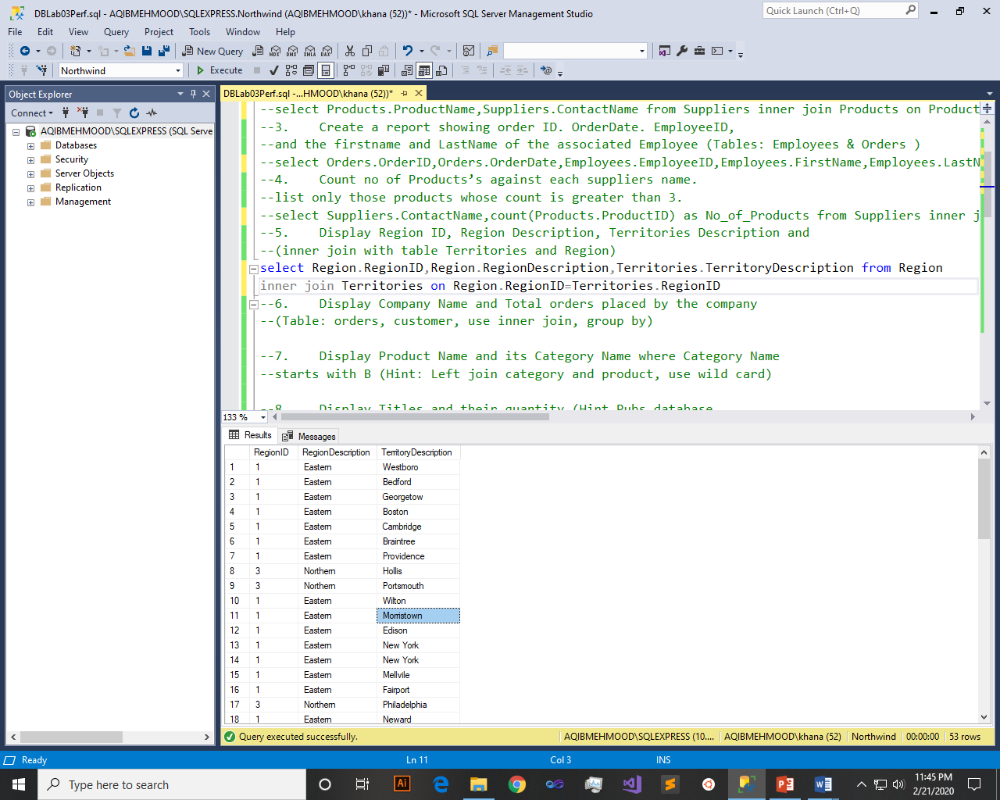 DBLab03Perf.sql - AQIBMEHMOOD\SQLEXPRESS.Northwind (AQIBMEHMOOD\khana (52))* - Microsoft SQL Server Management Studio
Quick Launch (Ctrl+Q)
File Edit View Query Project Tools Window Help
New Query
MDX DMX XMLA DAX
Northwind
Execute
Object Explorer
DBLab03Perf.sql -...HMOOD\khana (52))*
Connect
AQIBMEHMOOD\SQLEXPRESS (SQL Serve
Databases
Security
Server Objects
Replication
Management
--select Products.ProductName,Suppliers.ContactName from Suppliers inner join Products on Product
--3. Create a report showing order ID. OrderDate. EmployeeID,
--and the firstname and LastName of the associated Employee (Tables: Employees & Orders )
--select Orders.OrderID,Orders.OrderDate,Employees.EmployeeID,Employees.FirstName,Employees.LastN
--4. Count no of Products’s against each suppliers name.
--list only those products whose count is greater than 3.
--select Suppliers.ContactName,count(Products.ProductID) as No_of_Products from Suppliers inner j
--5. Display Region ID, Region Description, Territories Description and
--(inner join with table Territories and Region)
select Region.RegionID,Region.RegionDescription,Territories.TerritoryDescription from Region
inner join Territories on Region.RegionID=Territories.RegionID
--6. Display Company Name and Total orders placed by the company
--(Table: orders, customer, use inner join, group by)
--7. Display Product Name and its Category Name where Category Name
--starts with B (Hint: Left join category and product, use wild card)
--8. Display Titles and their quantity (Hint Pubs database
133 %
Results Messages
RegionID RegionDescription TerritoryDescription
1 1 Eastern Westboro
2 1 Eastern Bedford
3 1 Eastern Georgetow
4 1 Eastern Boston
5 1 Eastern Cambridge
6 1 Eastern Braintree
7 1 Eastern Providence
8 3 Northern Hollis
9 3 Northern Portsmouth
10 1 Eastern Wilton
11 1 Eastern Morristown
12 1 Eastern Edison
13 1 Eastern New York
14 1 Eastern New York
15 1 Eastern Mellvile
16 1 Eastern Fairport
17 3 Northern Philadelphia
18 1 Eastern Neward
Query executed successfully.
AQIBMEHMOOD\SQLEXPRESS (10.... AQIBMEHMOOD\khana (52) Northwind 00:00:00 53 rows
Ready Ln 11 Col 3 INS
Type here to search
Ai
11:45 PM
2/21/2020